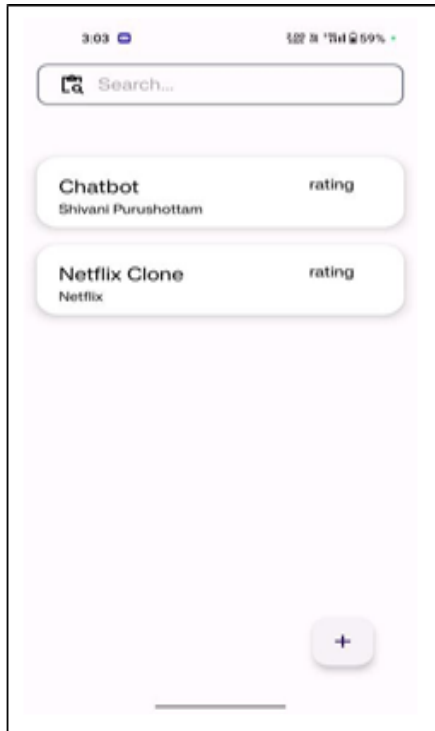 3:03
59%
Search...
Chatbot
rating
Shivani Purushottam
Netflix Clone
rating
Netflix
+